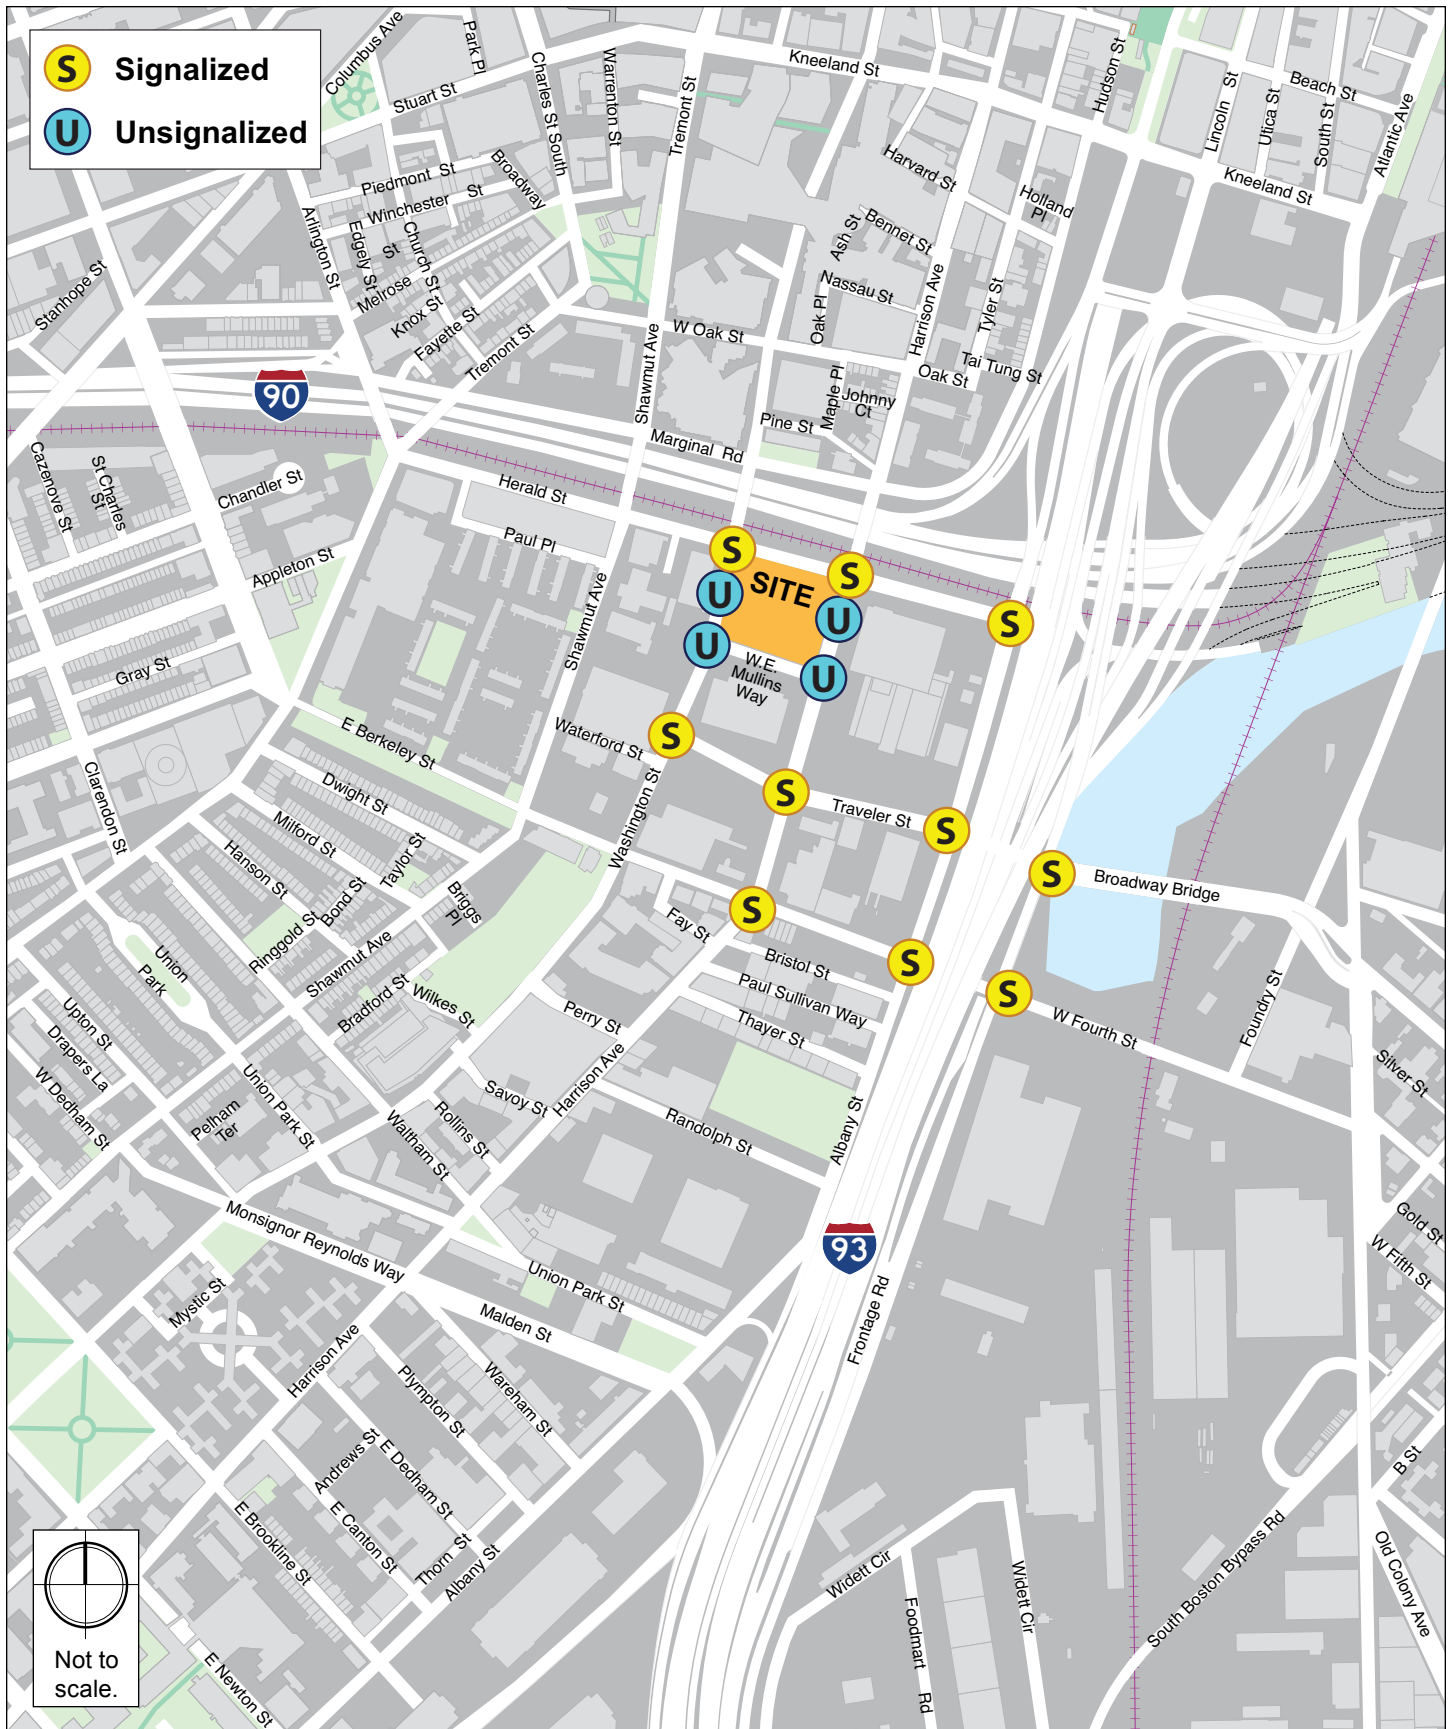 S Signalized
U Unsignalized
Columbus Ave
Park Pl
Stuart St
Charles St South
Warrenton St
Tremont St
Kneeland St
Hudson St
Lincoln St
Utica St
Beach St
South St
Atlantic Ave
Kneeland St
Piedmont St
Winchester St
Broadway
Arlington St
Edgely St
Church St
St
Melrose
Knox St
Fayette St
Tremont St
Stanhope St
Harvard St
Holland
Pl
Ash St
Bennet St
Nassau St
Oak Pl
Harrison Ave
Tyler St
W Oak St
Shawmut Ave
Tai Tung St
Oak St
Maple Pl
Johnny
Ct
Pine St
Marginal Rd
90
Cazenove St
St Charles
St
Chandler St
Herald St
Paul Pl
Appleton St
Shawmut Ave
Gray St
S
S
SITE
U
U
S
U
U
W.E.
Mullins
Way
Waterford St
S
E Berkeley St
Dwight St
Washington St
S
Traveler St
S
Clarendon St
Milford St
Hanson St
Taylor St
Bond St
Briggs
Pl
Ringgold St
Shawmut Ave
S
Broadway Bridge
S
Fay St
Bristol St
S
Paul Sullivan Way
Thayer St
S
W Fourth St
Foundry St
Union
Park
Bradford St
Wilkes St
Perry St
Harrison Ave
Upton St
Drapers La
W Dedham St
Union Park St
Pelham
Ter
Waltham St
Rollins St
Savoy St
Randolph St
Albany St
Silver St
Gold St
W Fifth St
Monsignor Reynolds Way
Union Park St
Malden St
93
Frontage Rd
Mystic St
Harrison Ave
Plympton St
Wareham St
Andrews St
E Dedham St
E Canton St
E Brookline St
Thorn St
Albany St
E Newton St
Widett Cir
Widett Cir
Foodmart Rd
South Boston Bypass Rd
B St
Old Colony Ave
Not to
scale.